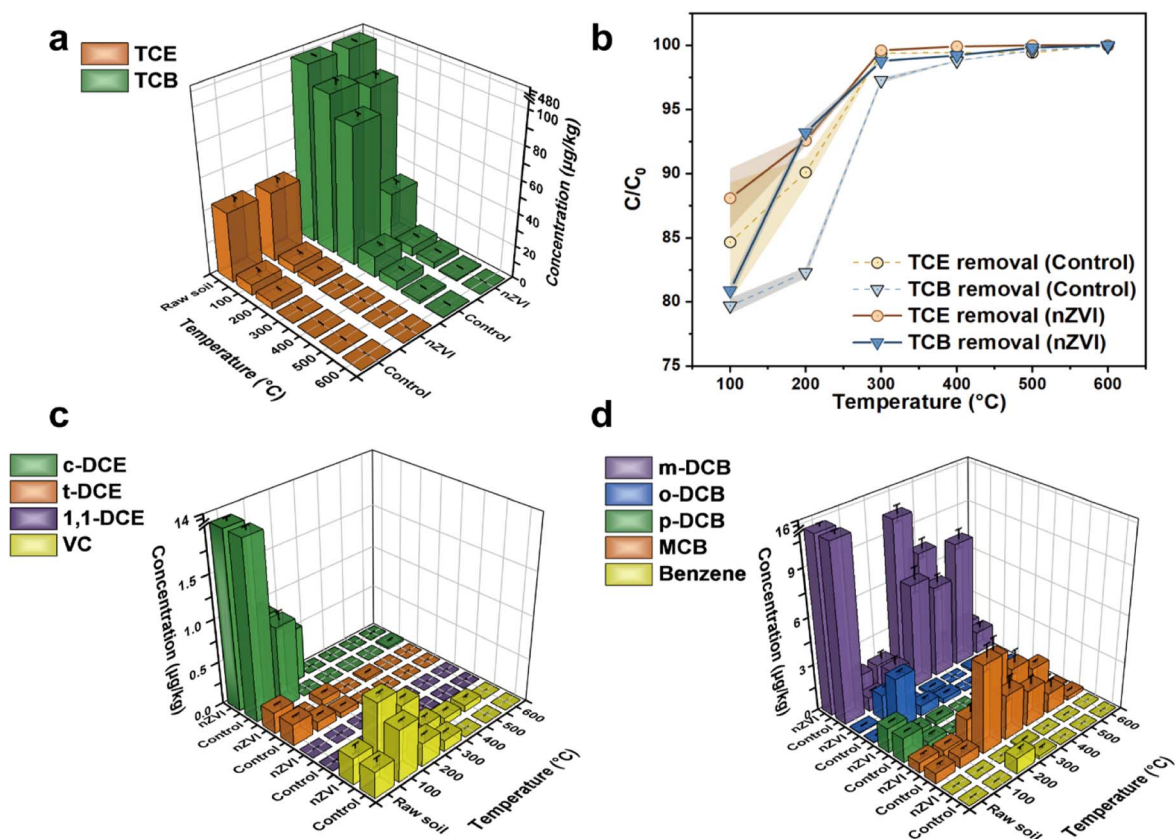 a
TCE
TCB
480
100
80
60
40
20
0
Concentration (µg/kg)
Raw soil
100
200
300
400
500
600
Temperature (°C)
nZVI
Control
nZVI
Control
b
100
95
90
85
80
75
C/C0
TCE removal (Control)
TCB removal (Control)
TCE removal (nZVI)
TCB removal (nZVI)
100 200 300 400 500 600
Temperature (°C)
c
c-DCE
t-DCE
1,1-DCE
VC
14
1.5
1.0
0.5
0.0
Concentration (µg/kg)
nZVI
Control
nZVI
Control
nZVI
Control
nZVI
Control
Raw soil
100
200
300
400
500
600
Temperature (°C)
d
m-DCB
o-DCB
p-DCB
MCB
Benzene
16
9
6
3
0
Concentration (µg/kg)
nZVI
Control
nZVI
Control
nZVI
Control
nZVI
Control
nZVI
Control
Raw soil
100
200
300
400
500
600
Temperature (°C)